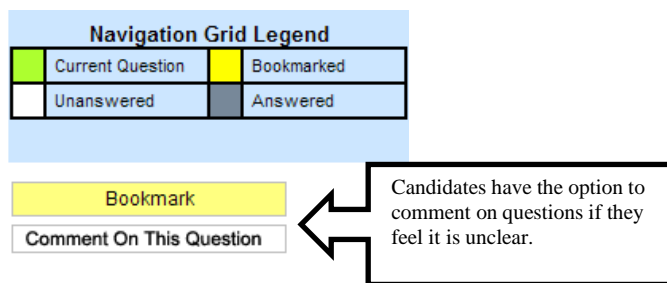 Navigation Grid Legend
Current Question Bookmarked
Unanswered Answered
Bookmark
Comment On This Question
Candidates have the option to
comment on questions if they
feel it is unclear.